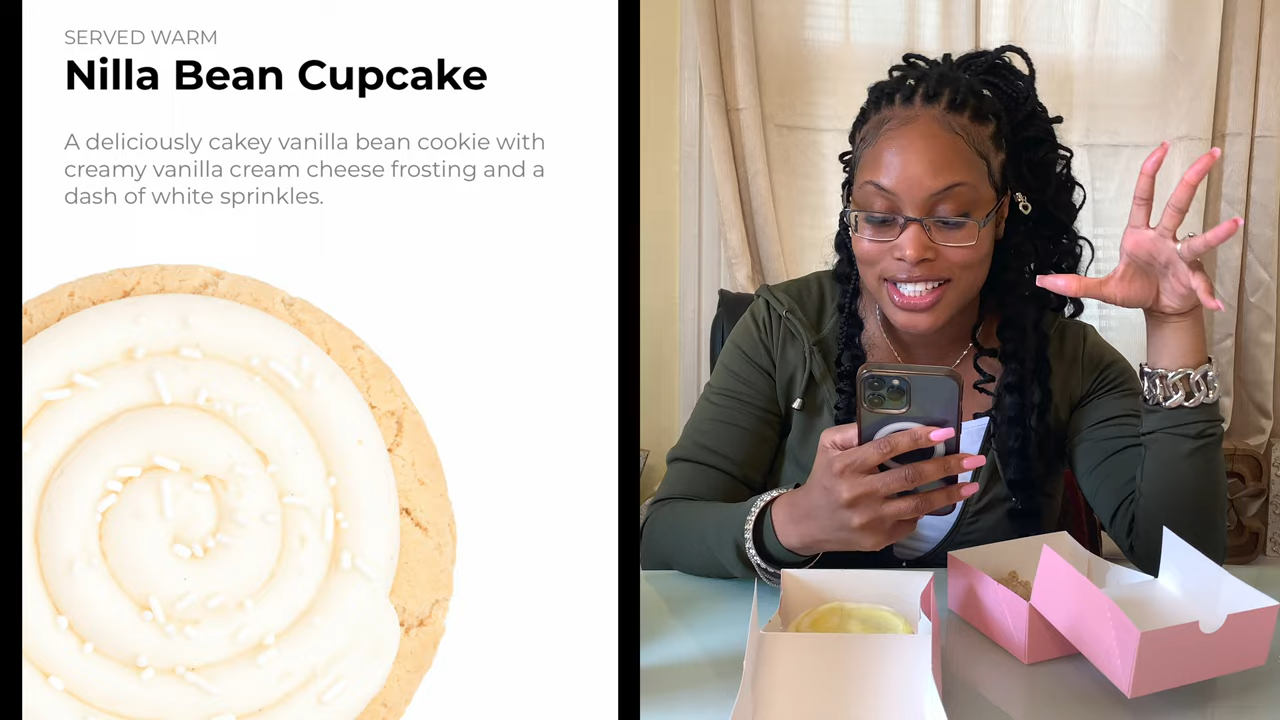 SERVED WARM
Nilla Bean Cupcake
A deliciously cakey vanilla bean cookie with
creamy vanilla cream cheese frosting and a
dash of white sprinkles.